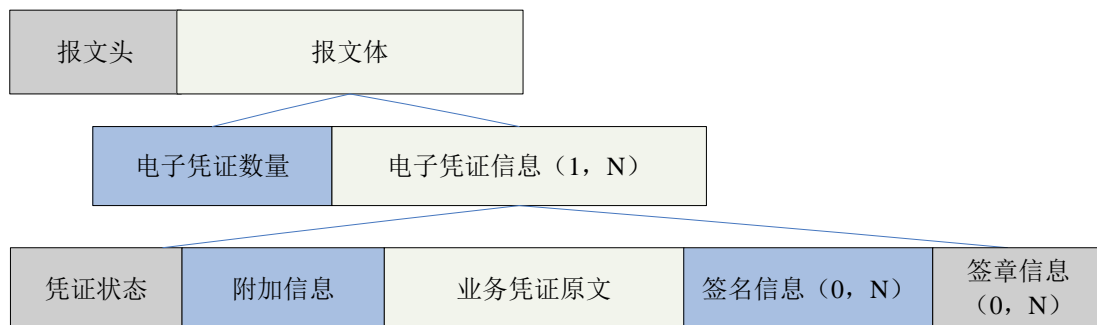 报文头
报文体
电子凭证数量
电子凭证信息（1，N）
凭证状态
附加信息
业务凭证原文
签名信息（0，N）
签章信息
（0，N）